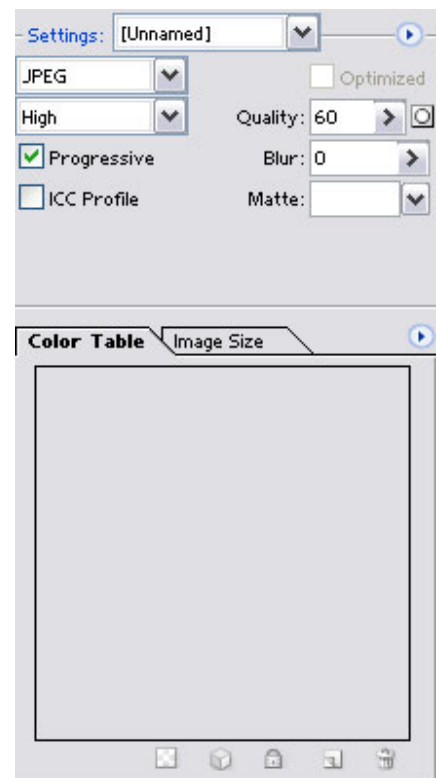 Settings: [Unnamed]
JPEG Optimized
High Quality: 60
Progressive Blur: 0
ICC Profile Matte:
Color Table Image Size